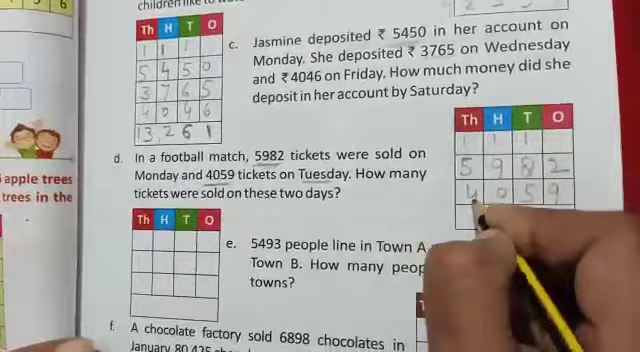 6
children like to
Th H T O
1 1 1
5 4 5 0
3 7 6 5
4 0 4 6
13, 2 6 1
c. Jasmine deposited ₹ 5450 in her account on
Monday. She deposited ₹ 3765 on Wednesday
and ₹ 4046 on Friday. How much money did she
deposit in her account by Saturday?
apple trees
trees in the
d. In a football match, 5982 tickets were sold on
Monday and 4059 tickets on Tuesday. How many
tickets were sold on these two days?
Th H T O
1 1 1
5 9 8 2
4 0 5 9
Th H T O
e. 5493 people line in Town A
Town B. How many
towns?
f. A chocolate factory sold 6898 chocolates in
January 80,425